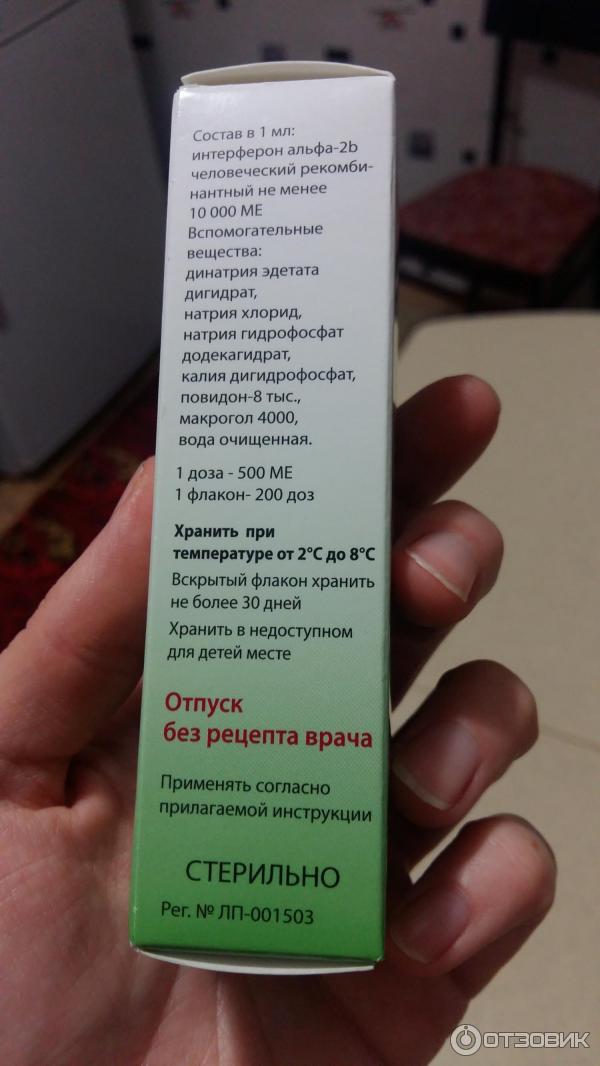 Состав в 1 мл:
интерферон альфа-2b
человеческий рекомби-
нантный не менее
10 000 МЕ
Вспомогательные
вещества:
динатрия эдетата
дигидрат,
натрия хлорид,
натрия гидрофосфат
додекагидрат,
калия дигидрофосфат,
повидон-8 тыс.,
макрогол 4000,
вода очищенная.
1 доза - 500 МЕ
1 флакон- 200 доз
Хранить при
температуре от 2°С до 8°С
Вскрытый флакон хранить
не более 30 дней
Хранить в недоступном
для детей месте
Отпуск
без рецепта врача
Применять согласно
прилагаемой инструкции
СТЕРИЛЬНО
Рег. № ЛП-001503
ОТЗОВИК